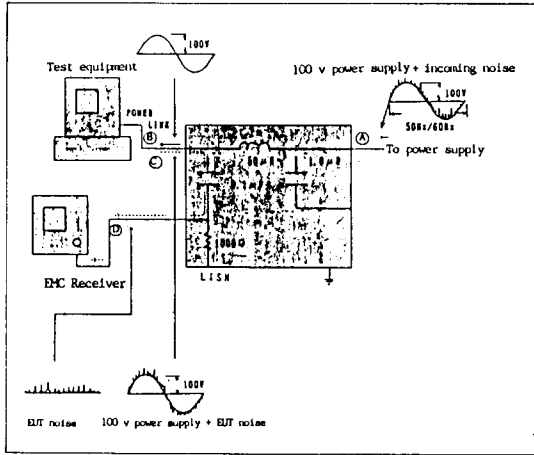 100V
Test equipment
100 v power supply + incoming noise
POWER
LINE
100V
50Hz/60Hz
Ⓑ
Ⓐ
Ⓒ
To power supply
Ⓓ
LISN
EMC Receiver
100V
EUT noise
100 v power supply + EUT noise